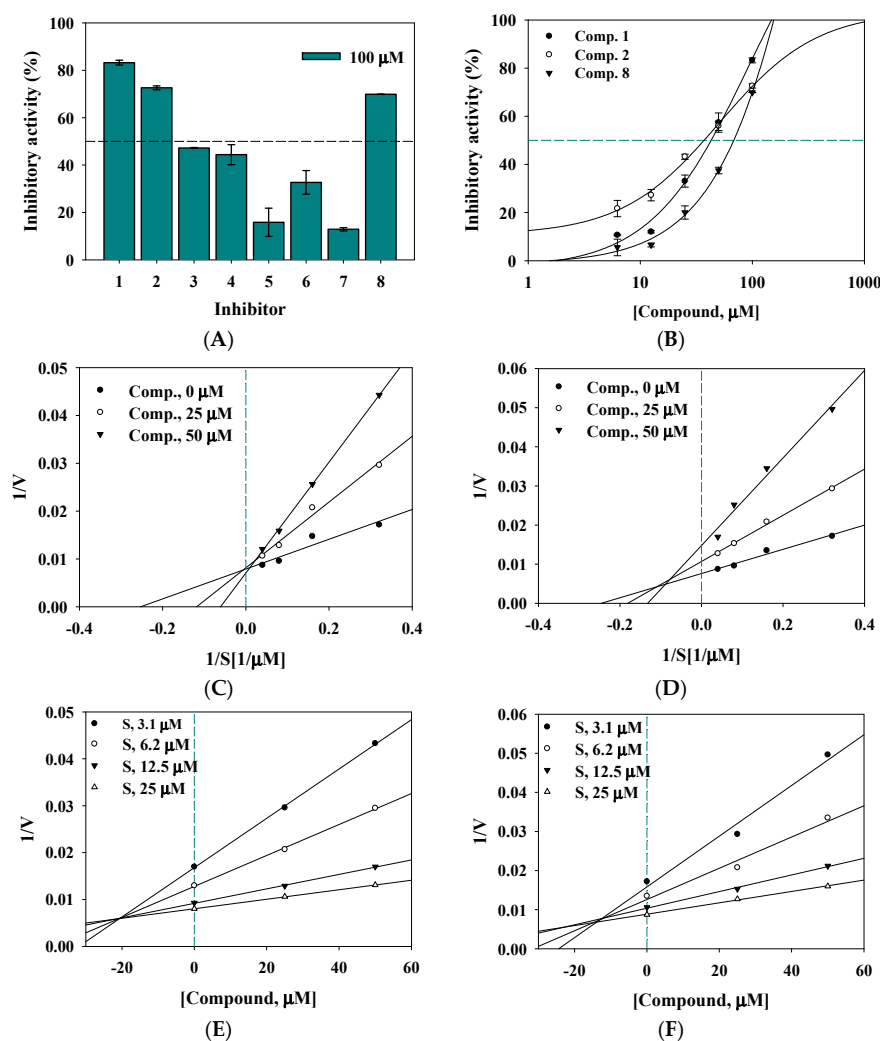 100
80
60
40
20
0
Inhibitory activity (%)
100 µM
1 2 3 4 5 6 7 8
Inhibitor
(A)
100
80
60
40
20
0
Inhibitory activity (%)
Comp. 1
Comp. 2
Comp. 8
1 10 100 1000
[Compound, µM]
(B)
0.05
0.04
0.03
0.02
0.01
0.00
1/V
Comp., 0 µM
Comp., 25 µM
Comp., 50 µM
-0.4 -0.2 0.0 0.2 0.4
1/S[1/µM]
(C)
0.06
0.05
0.04
0.03
0.02
0.01
0.00
1/V
Comp., 0 µM
Comp., 25 µM
Comp., 50 µM
-0.4 -0.2 0.0 0.2 0.4
1/S[1/µM]
(D)
0.05
0.04
0.03
0.02
0.01
0.00
1/V
S, 3.1 µM
S, 6.2 µM
S, 12.5 µM
S, 25 µM
-20 0 20 40 60
[Compound, µM]
(E)
0.06
0.05
0.04
0.03
0.02
0.01
0.00
1/V
S, 3.1 µM
S, 6.2 µM
S, 12.5 µM
S, 25 µM
-20 0 20 40 60
[Compound, µM]
(F)